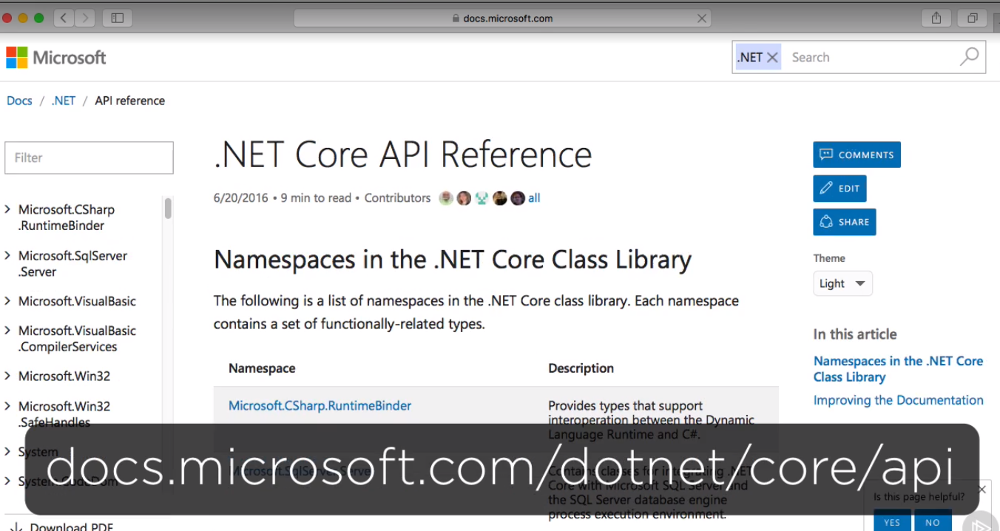 docs.microsoft.com
Microsoft
.NET
Search
Docs / .NET / API reference
Filter
Microsoft.CSharp
.RuntimeBinder
Microsoft.SqlServer
.Server
Microsoft.VisualBasic
Microsoft.VisualBasic
.CompilerServices
Microsoft.Win32
Microsoft.Win32
.SafeHandles
System
System.CodeDom
Download PDF
.NET Core API Reference
6/20/2016 • 9 min to read • Contributors all
Namespaces in the .NET Core Class Library
The following is a list of namespaces in the .NET Core class library. Each namespace
contains a set of functionally-related types.
Namespace Description
Microsoft.CSharp.RuntimeBinder
Provides types that support
interoperation between the Dynamic
Language Runtime and C#.
Microsoft.SqlServer.Server
Contains classes for integrating .NET
Core with Microsoft SQL Server and
the SQL Server database engine
process execution environment.
COMMENTS
EDIT
SHARE
Theme
Light
In this article
Namespaces in the .NET Core
Class Library
Improving the Documentation
Is this page helpful?
YES NO
docs.microsoft.com/dotnet/core/api